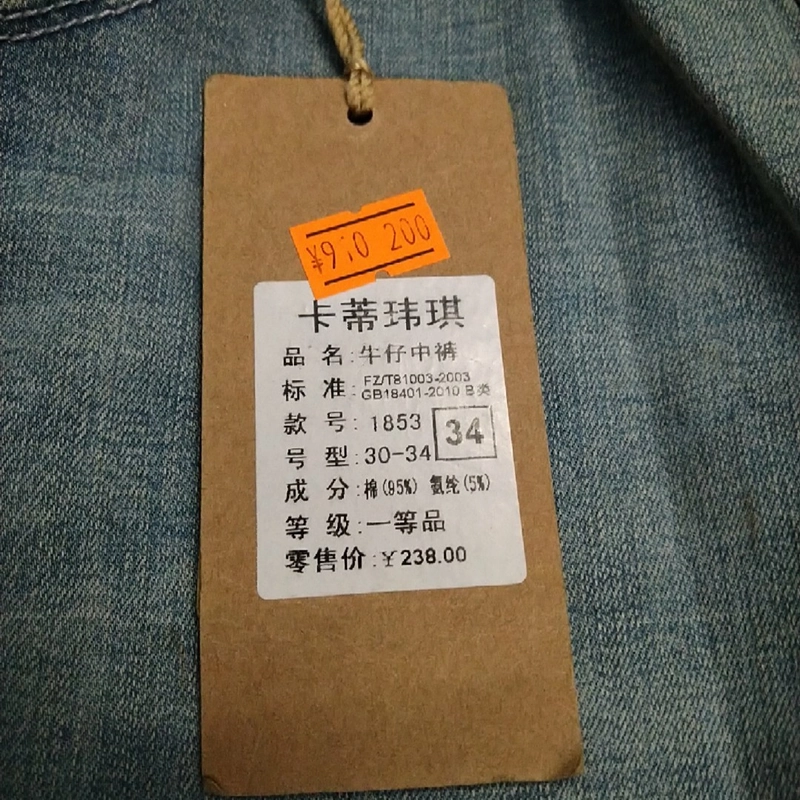 ¥9:0 200
卡蒂玮琪
品 名:牛仔中裤
标 准:FZ/T81003-2003
GB18401-2010 B类
款 号:1853
34
号 型:30-34
成 分:棉(95%) 氨纶(5%)
等 级:一等品
零售价:¥238.00